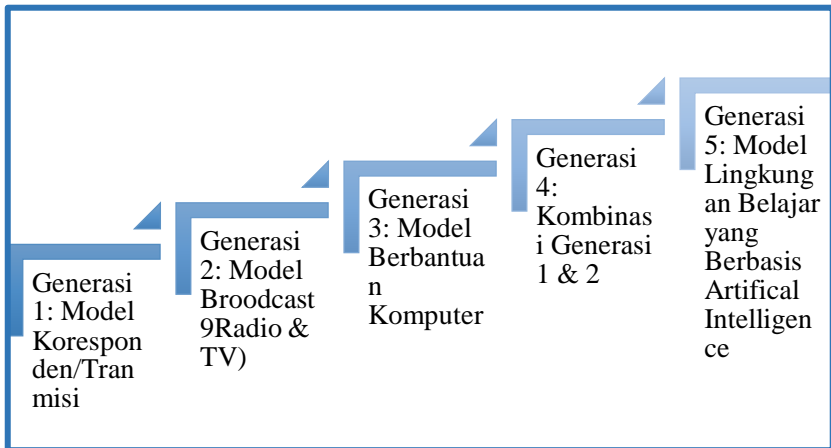 Generasi
1: Model
Korespon
den/Tran
misi
Generasi
2: Model
Broodcast
9Radio &
TV)
Generasi
3: Model
Berbantua
n
Komputer
Generasi
4:
Kombinas
i Generasi
1 & 2
Generasi
5: Model
Lingkung
an Belajar
yang
Berbasis
Artifical
Intelligen
ce